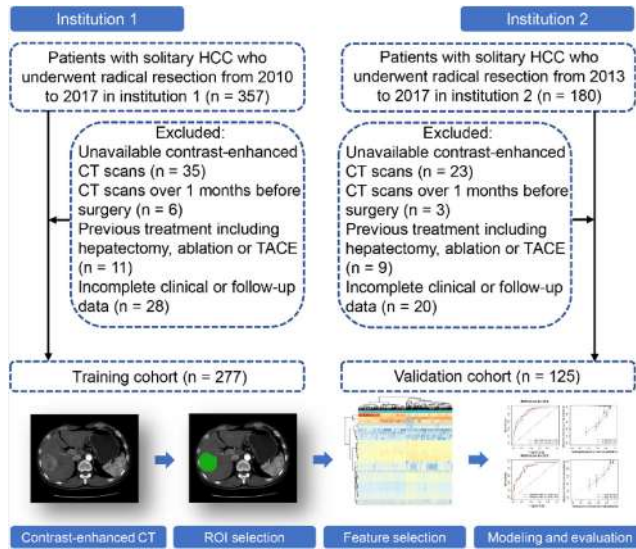 Institution 1
Institution 2
Patients with solitary HCC who
underwent radical resection from 2010
to 2017 in institution 1 (n = 357)
Patients with solitary HCC who
underwent radical resection from 2013
to 2017 in institution 2 (n = 180)
Excluded:
Unavailable contrast-enhanced
CT scans (n = 35)
CT scans over 1 months before
surgery (n = 6)
Previous treatment including
hepatectomy, ablation or TACE
(n = 11)
Incomplete clinical or follow-up
data (n = 28)
Excluded:
Unavailable contrast-enhanced
CT scans (n = 23)
CT scans over 1 months before
surgery (n = 3)
Previous treatment including
hepatectomy, ablation or TACE
(n = 9)
Incomplete clinical or follow-up
data (n = 20)
Training cohort (n = 277)
Validation cohort (n = 125)
Contrast-enhanced CT
ROI selection
Feature selection
Modeling and evaluation